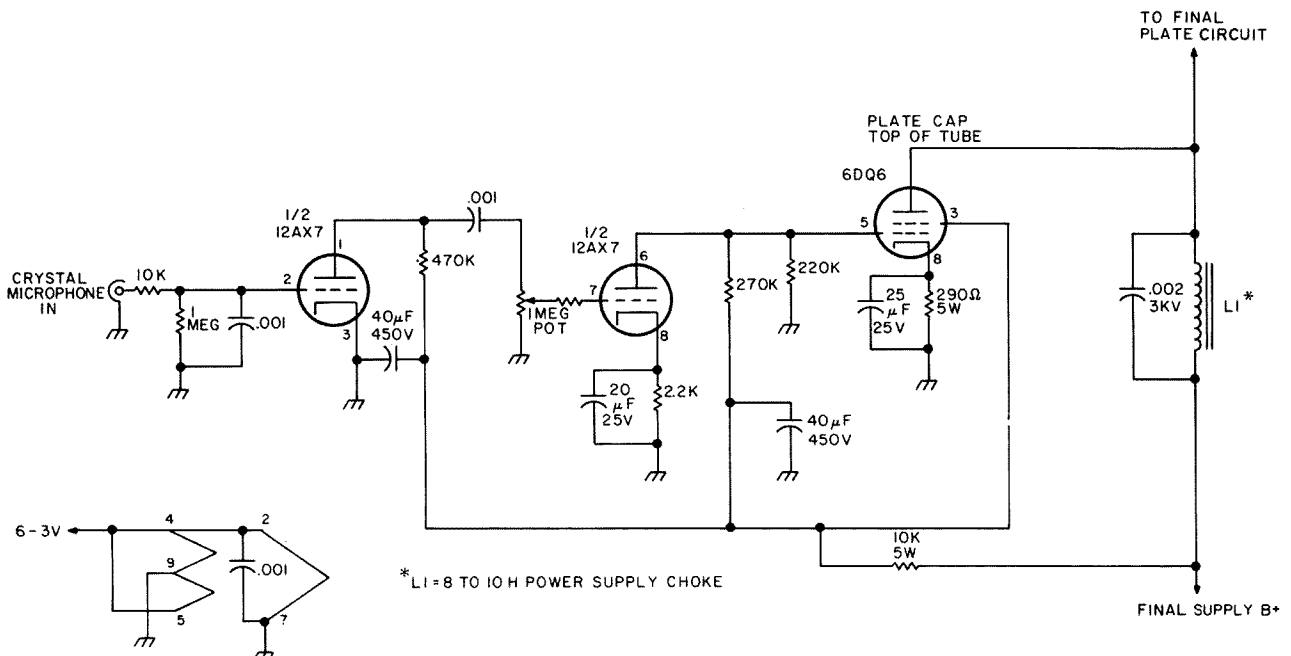 TO FINAL
PLATE CIRCUIT
PLATE CAP
TOP OF TUBE
6DQ6
5
3
8
1/2
12AX7
1
2
3
.001
470K
1/2
12AX7
6
7
8
270K
220K
25
μF
25V
290Ω
5W
.002
3KV
L1*
CRYSTAL
MICROPHONE
IN
10K
1
MEG
.001
40μF
450V
1MEG
POT
20
μF
25V
2.2K
40μF
450V
6-3V
4
2
9
.001
5
7
*L1=8 TO 10 H POWER SUPPLY CHOKE
10K
5W
FINAL SUPPLY B+